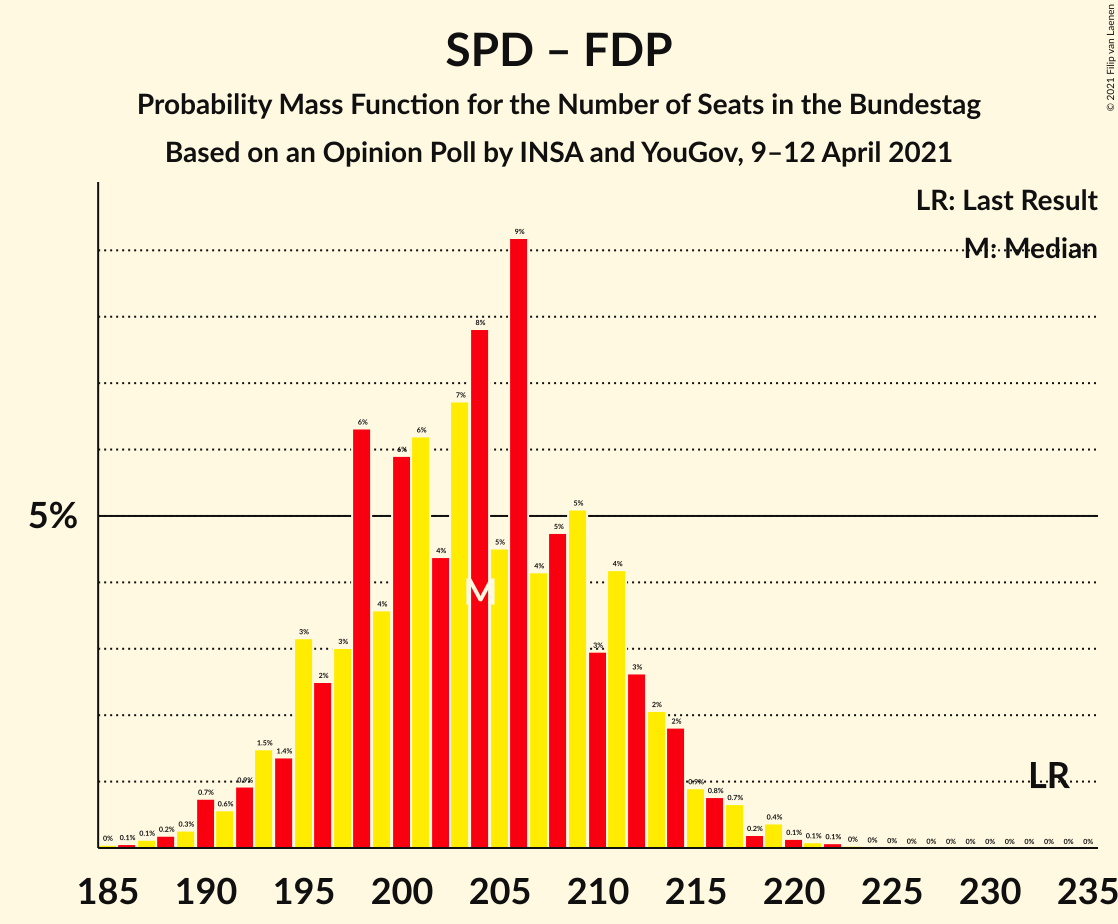 SPD – FDP
Probability Mass Function for the Number of Seats in the Bundestag
Based on an Opinion Poll by INSA and YouGov, 9–12 April 2021
© 2021 Filip van Laenen
LR: Last Result
M: Median
5%
0% 0.1% 0.1% 0.2% 0.3% 0.7% 0.6% 0.9% 1.5% 1.4% 3% 2% 3% 6% 4% 6% 6% 4% 7% 8% 5% 9% 4% 5% 5% 3% 4% 3% 2% 2% 0.9% 0.8% 0.7% 0.2% 0.4% 0.1% 0.1% 0.1% 0% 0% 0% 0% 0% 0% 0% 0% 0% 0% 0% 0% 0%
M
LR
185 190 195 200 205 210 215 220 225 230 235